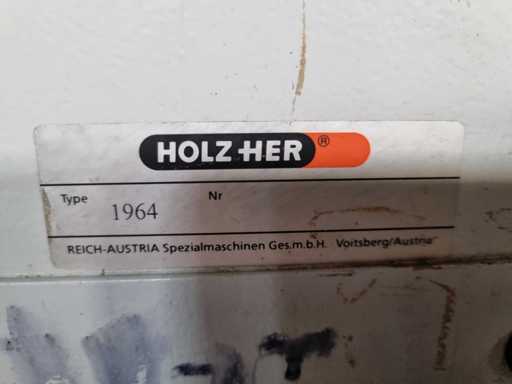 HOLZ-HER ®
Type 1964 Nr
REICH-AUSTRIA Spezialmaschinen Ges.m.b.H. Voitsberg/Austria